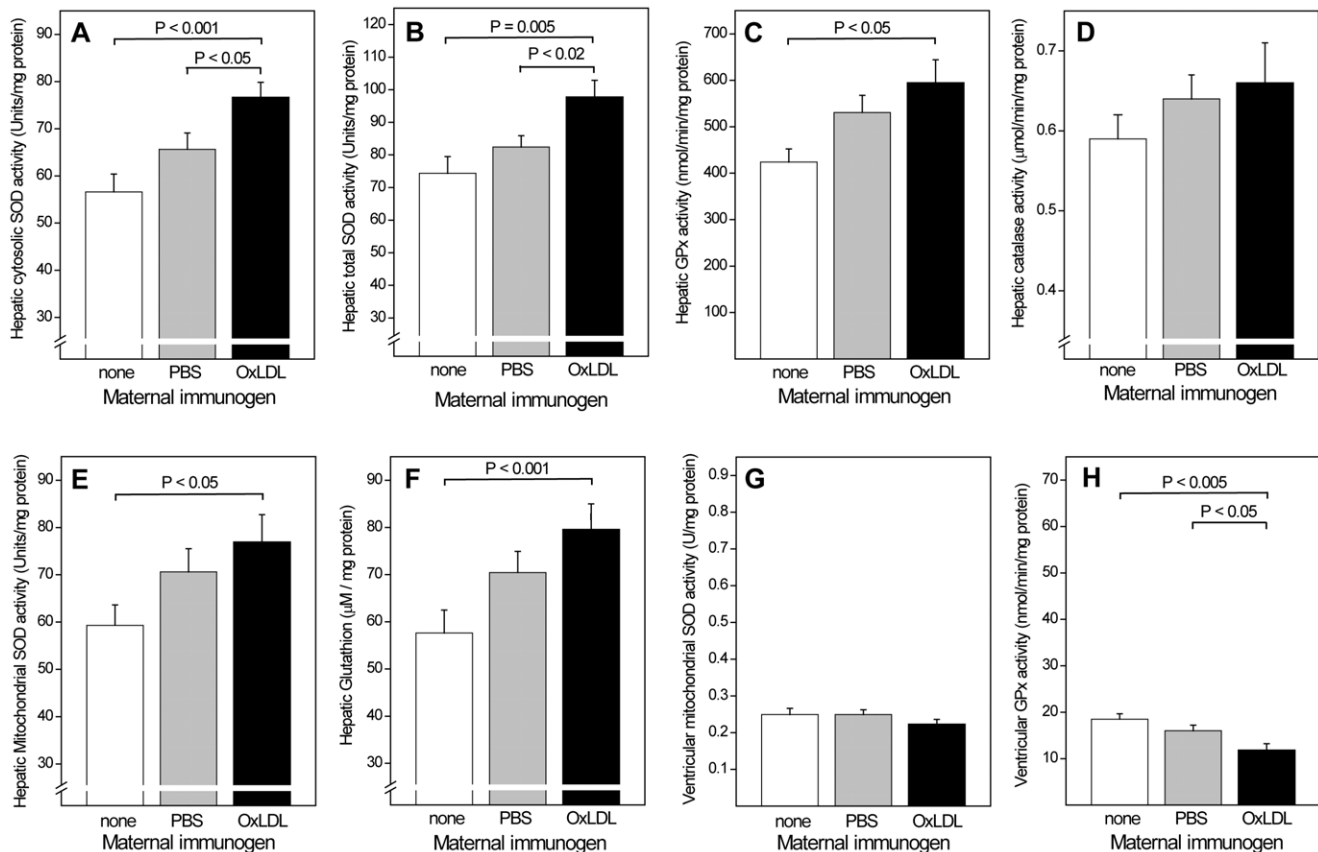 A
Hepatic cytosolic SOD activity (Units/mg protein)
90
80
70
60
50
40
30
P < 0.001
P < 0.05
none PBS OxLDL
Maternal immunogen
B
Hepatic total SOD activity (Units/mg protein)
120
100
90
80
70
60
50
40
30
P = 0.005
P < 0.02
none PBS OxLDL
Maternal immunogen
C
Hepatic GPx activity (nmol/min/mg protein)
700
600
500
400
300
200
100
P < 0.05
none PBS OxLDL
Maternal immunogen
D
Hepatic catalase activity (μmol/min/mg protein)
0.7
0.6
0.5
0.4
none PBS OxLDL
Maternal immunogen
E
Hepatic Mitochondrial SOD activity (Units/mg protein)
90
80
70
60
50
40
30
P < 0.05
none PBS OxLDL
Maternal immunogen
F
Hepatic Glutathion (μM / mg protein)
90
80
70
60
50
40
30
P < 0.001
none PBS OxLDL
Maternal immunogen
G
Ventricular mitochondrial SOD activity (U/mg protein)
0.9
0.8
0.7
0.6
0.5
0.4
0.3
0.2
0.1
none PBS OxLDL
Maternal immunogen
H
Ventricular GPx activity (nmol/min/mg protein)
70
60
50
40
30
20
10
P < 0.005
P < 0.05
none PBS OxLDL
Maternal immunogen